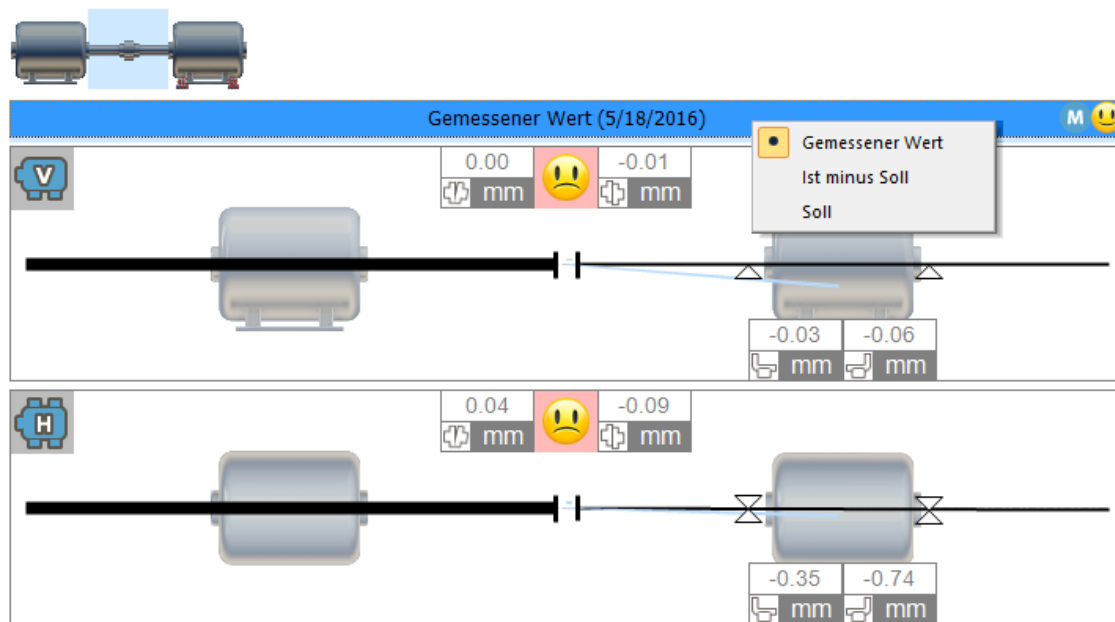 Gemessener Wert (5/18/2016)
M
Gemessener Wert
Ist minus Soll
Soll
V
0.00
-0.01
mm
mm
-0.03
-0.06
mm
mm
H
0.04
-0.09
mm
mm
-0.35
-0.74
mm
mm